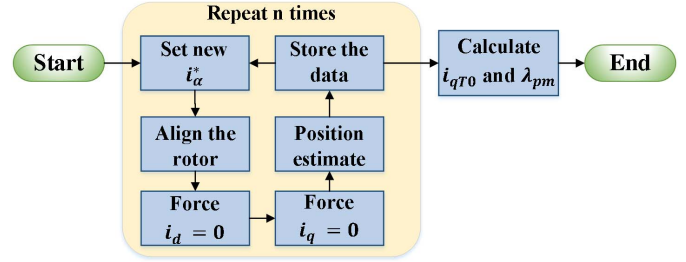 Repeat n times
Start
Set new
i*α
Align the
rotor
Force
id = 0
Force
iq = 0
Position
estimate
Store the
data
Calculate
iqT0 and λpm
End